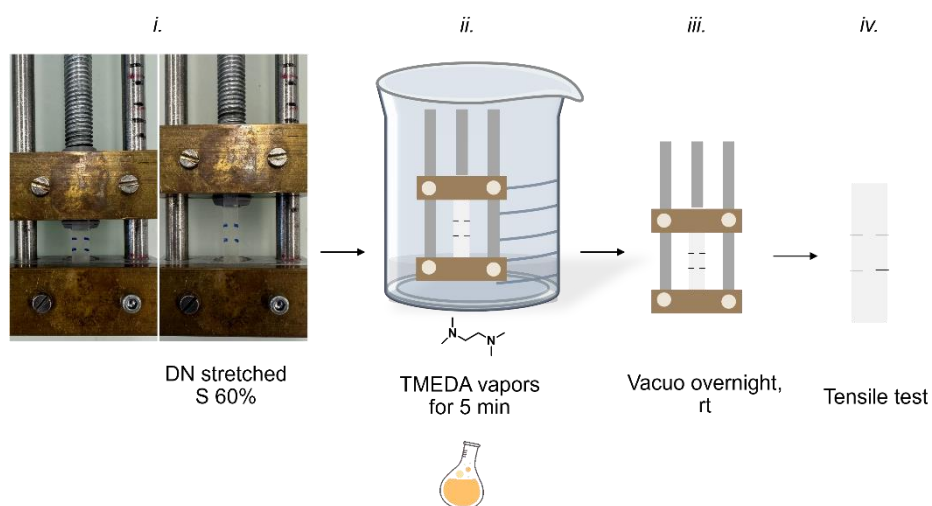 i.
ii.
iii.
iv.
N
N
DN stretched
S 60%
TMEDA vapors
for 5 min
Vacuo overnight,
rt
Tensile test